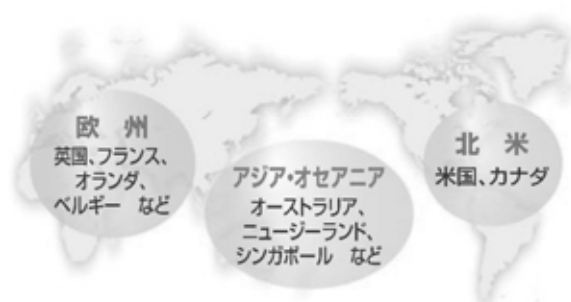 欧　州
英国、フランス、
オランダ、
ベルギー　など
アジア・オセアニア
オーストラリア、
ニュージーランド、
シンガポール　など
北　米
米国、カナダ